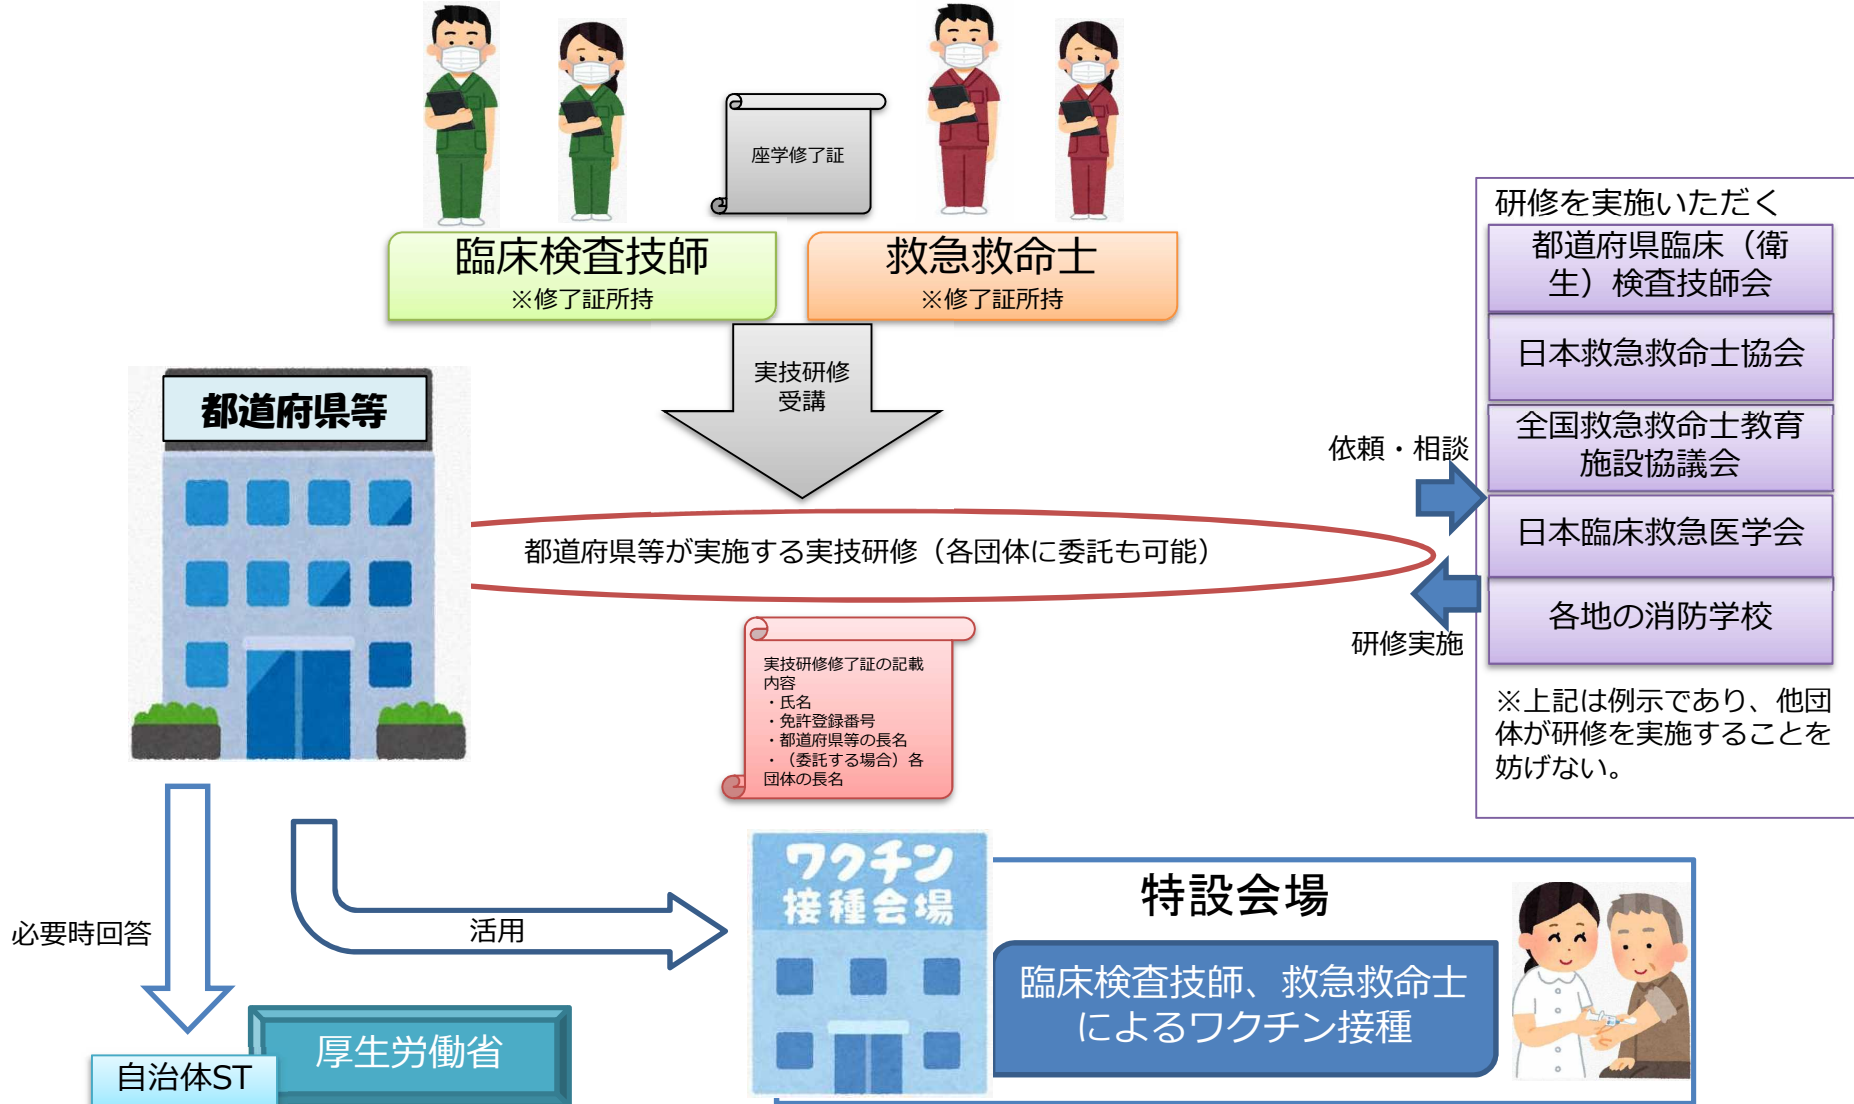 座学修了証
臨床検査技師
※修了証所持
救急救命士
※修了証所持
実技研修
受講
都道府県等
都道府県等が実施する実技研修（各団体に委託も可能）
依頼・相談
研修実施
研修を実施いただく
都道府県臨床（衛
生）検査技師会
日本救急救命士協会
全国救急救命士教育
施設協議会
日本臨床救急医学会
各地の消防学校
※上記は例示であり、他団
体が研修を実施することを
妨げない。
実技研修修了証の記載
内容
・氏名
・免許登録番号
・都道府県等の長名
・（委託する場合）各
団体の長名
必要時回答
活用
ワクチン
接種会場
特設会場
臨床検査技師、救急救命士
によるワクチン接種
厚生労働省
自治体ST